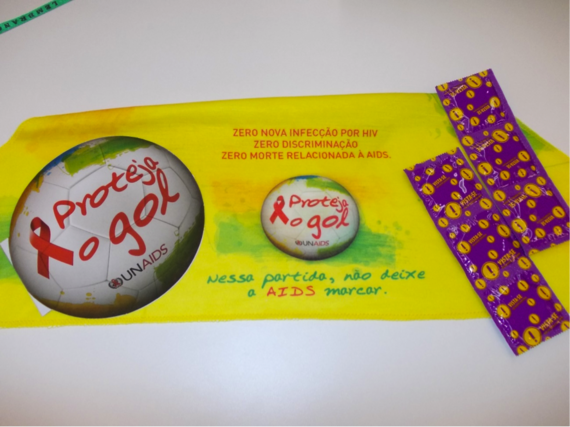 ZERO NOVA INFECÇÃO POR HIV
ZERO DISCRIMINAÇÃO
ZERO MORTE RELACIONADA À AIDS.
Proteja
o gol
UNAIDS
Proteja
o gol
UNAIDS
Nessa partida, não deixe
a AIDS marcar.